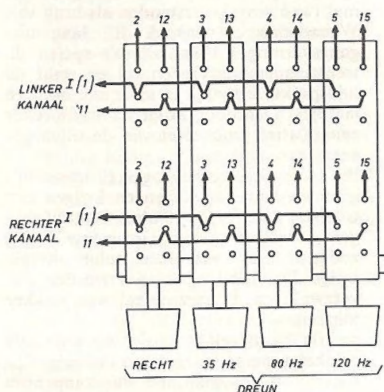 2 12 3 13 4 14 5 15
LINKER I (1)
KANAAL 11
2 12 3 13 4 14 5 15
RECHTER I (1)
KANAAL 11
RECHT 35 Hz 80 Hz 120 Hz
DREUN